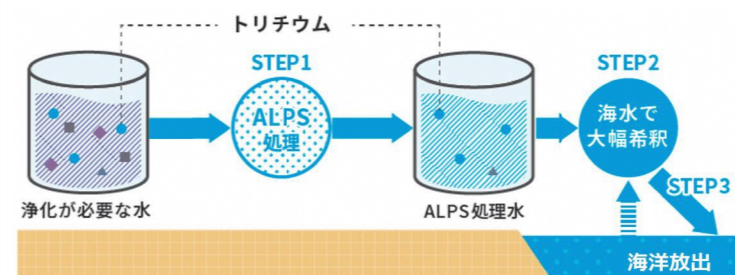 トリチウム
STEP1
STEP2
ALPS
処理
海水で
大幅希釈
STEP3
浄化が必要な水
ALPS処理水
海洋放出